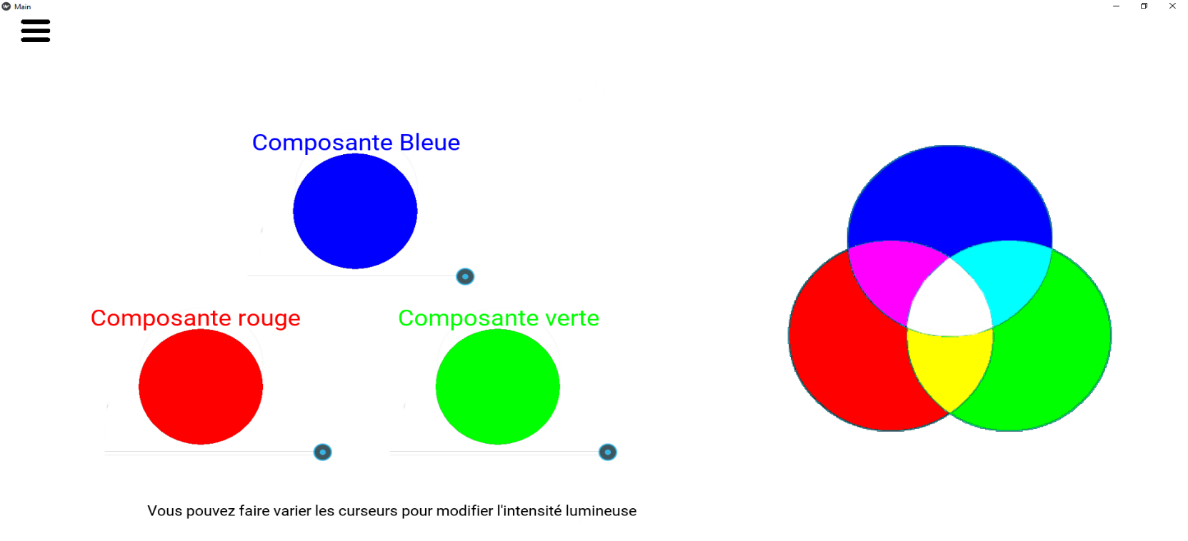 Main
Composante Bleue
Composante rouge
Composante verte
Vous pouvez faire varier les curseurs pour modifier l'intensité lumineuse